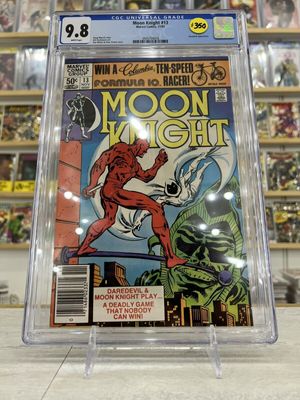 CGC UNIVERSAL GRADE
9.8
Moon Knight #13
350
WIN A Columbia TEN-SPEED
FORMULA 10 RACER!
MARVEL COMICS GROUP
50¢
13
NOV
MOON
KNIGHT
DAREDEVIL &
MOON KNIGHT PLAY...
A DEADLY GAME
THAT NOBODY
CAN WIN!